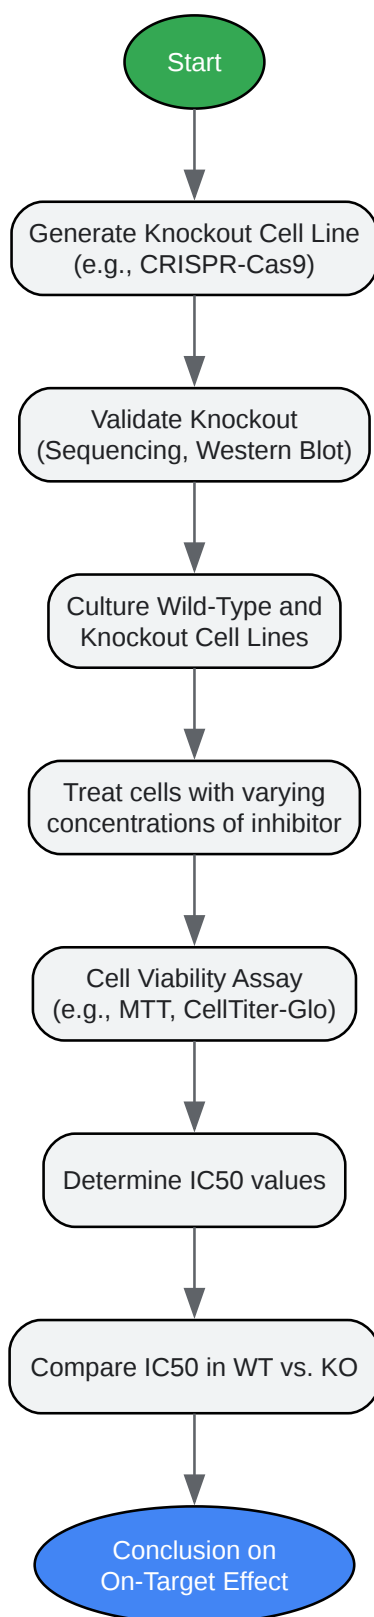 Start
Generate Knockout Cell Line
(e.g., CRISPR-Cas9)
Validate Knockout
(Sequencing, Western Blot)
Culture Wild-Type and
Knockout Cell Lines
Treat cells with varying
concentrations of inhibitor
Cell Viability Assay
(e.g., MTT, CellTiter-Glo)
Determine IC50 values
Compare IC50 in WT vs. KO
Conclusion on
On-Target Effect